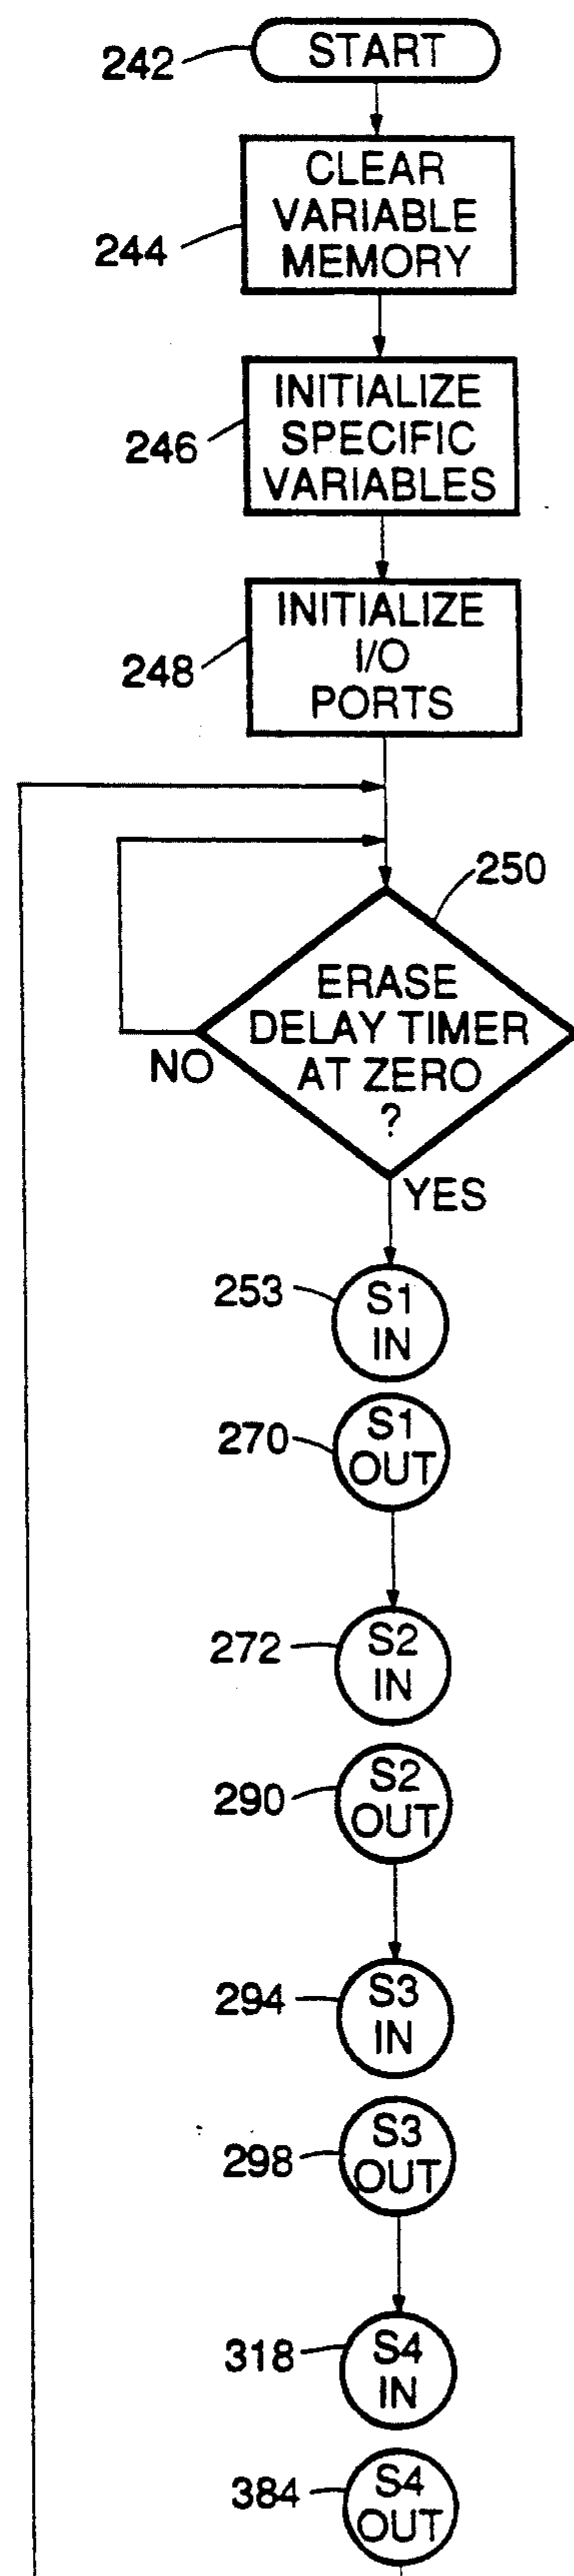 242
START
244
CLEAR
VARIABLE
MEMORY
246
INITIALIZE
SPECIFIC
VARIABLES
248
INITIALIZE
I/O
PORTS
250
ERASE
DELAY TIMER
AT ZERO
?
NO
YES
253
S1
IN
270
S1
OUT
272
S2
IN
290
S2
OUT
294
S3
IN
298
S3
OUT
318
S4
IN
384
S4
OUT